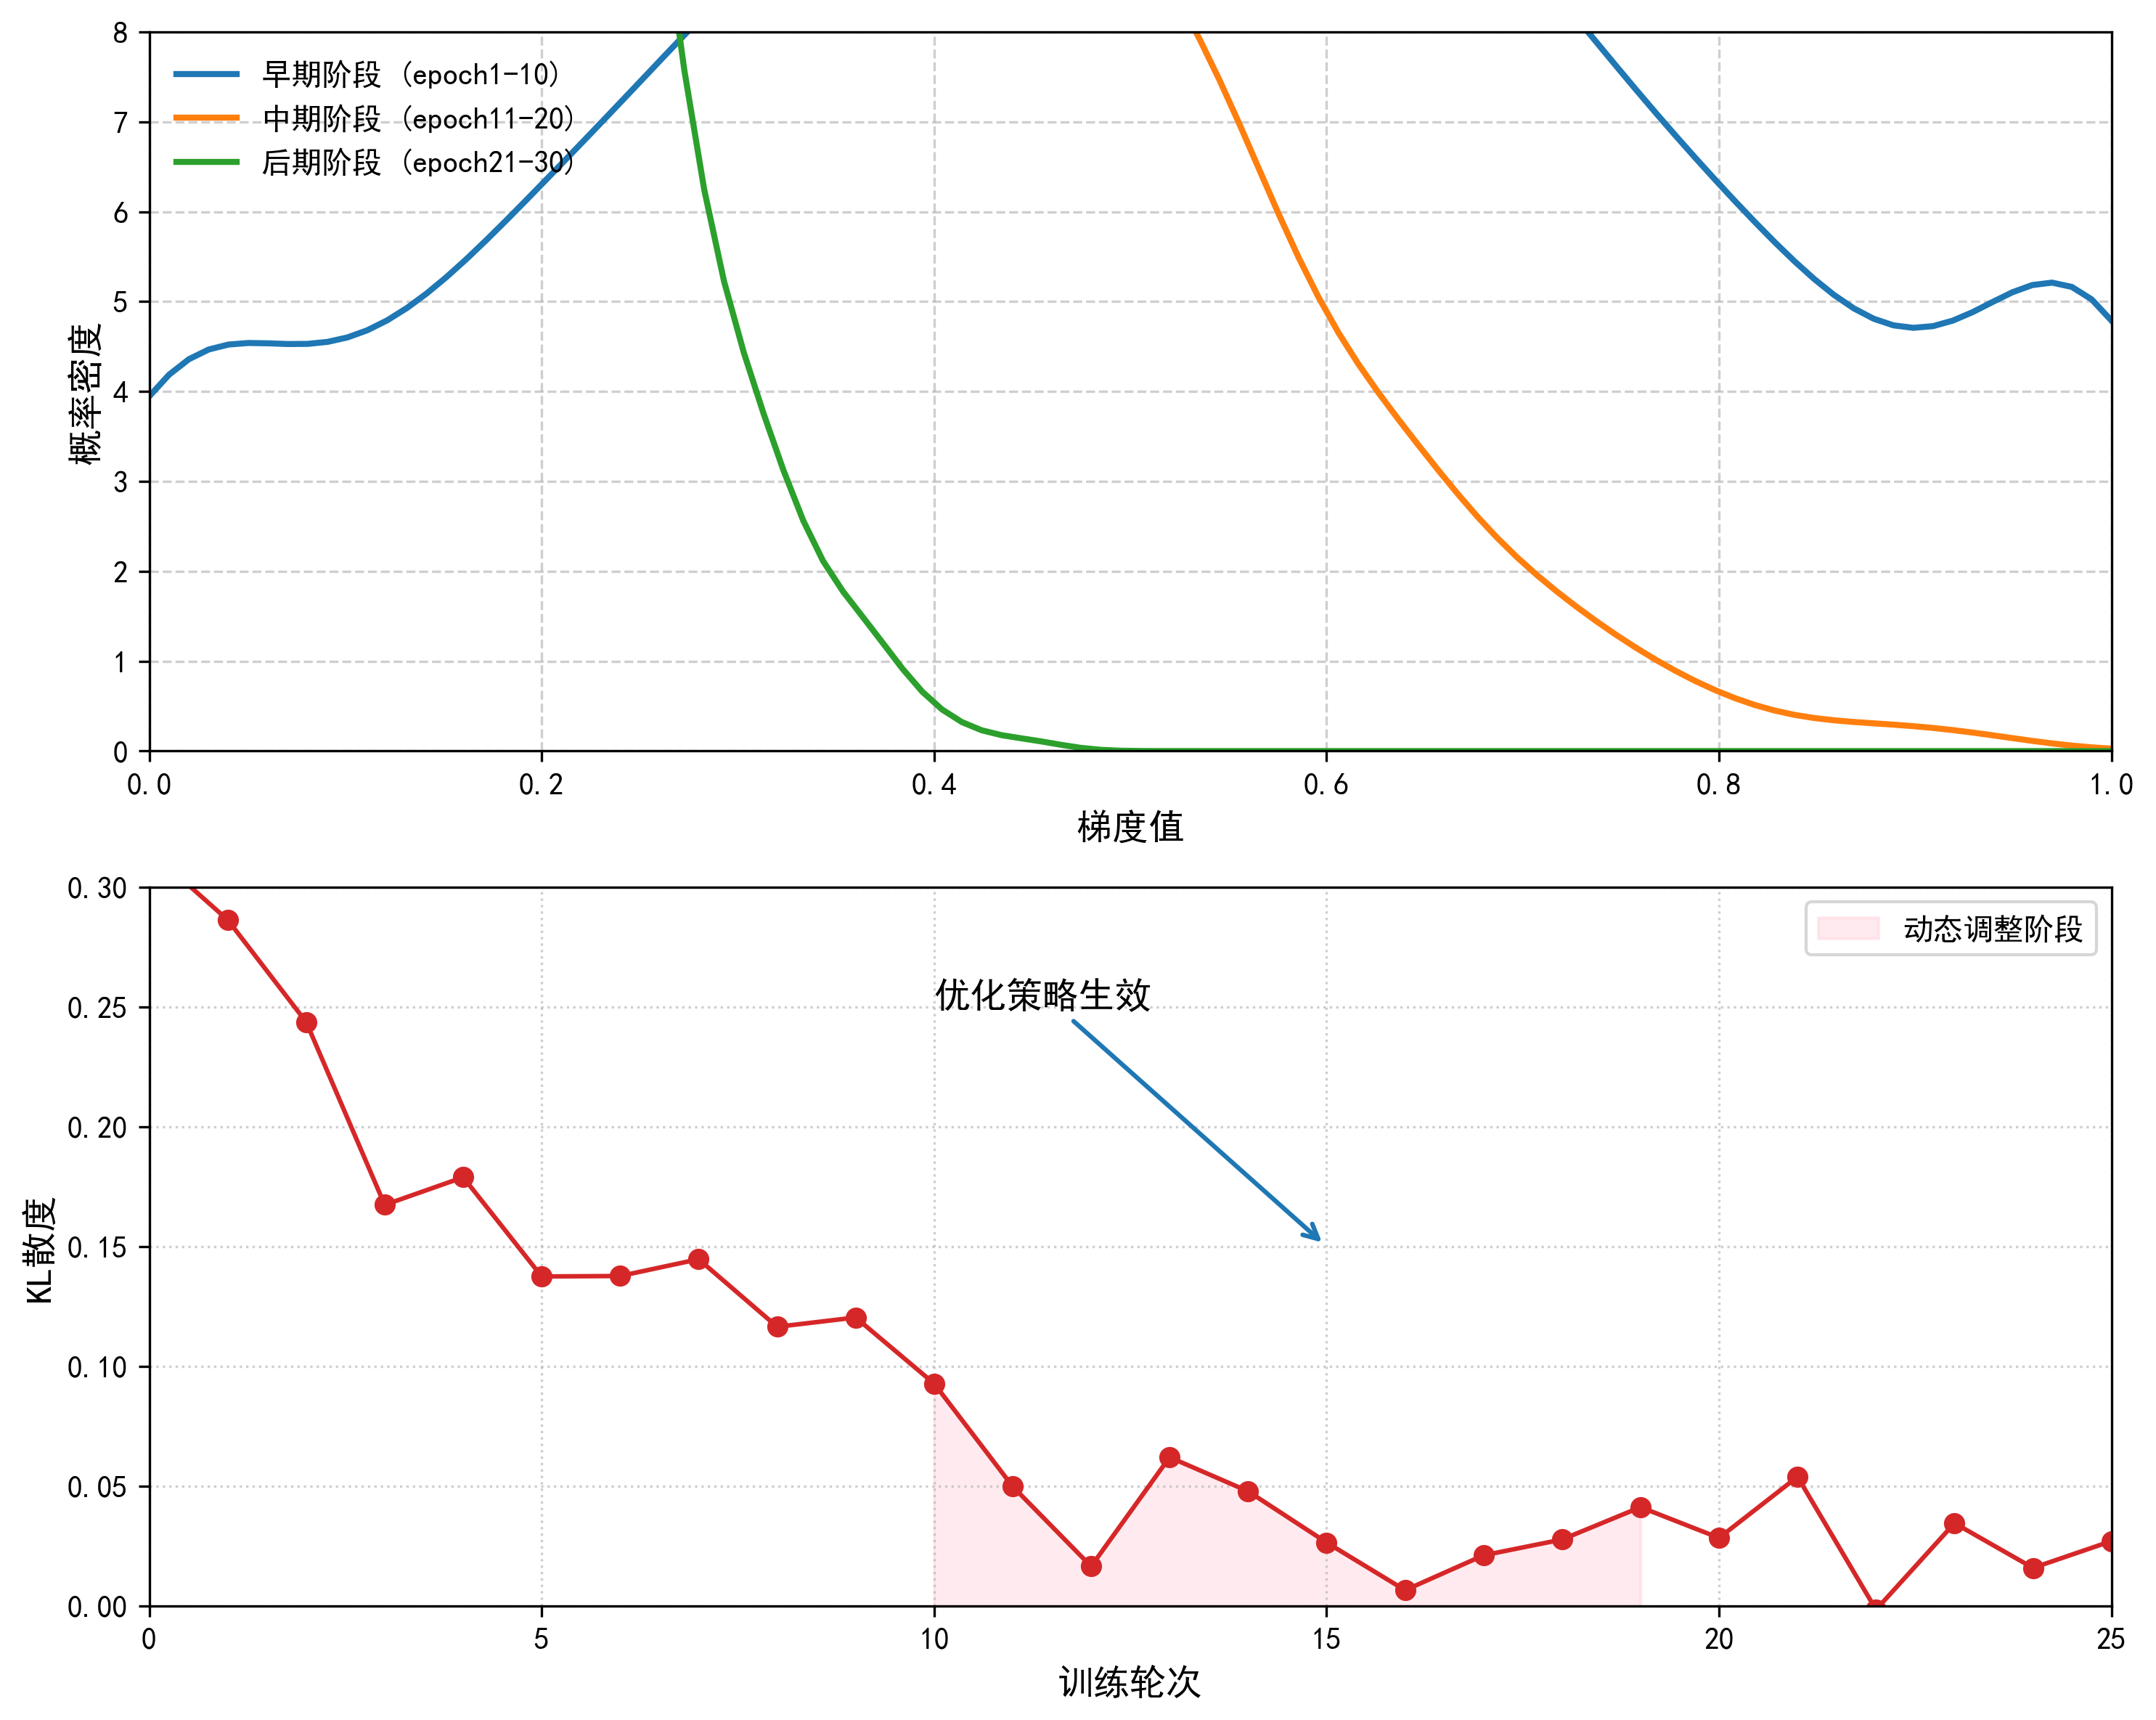 8
7
6
5
4
3
2
1
0
概率密度
早期阶段 (epoch1-10)
中期阶段 (epoch11-20)
后期阶段 (epoch21-30)
0.0 0.2 0.4 0.6 0.8 1.0
梯度值
0.30
0.25
0.20
0.15
0.10
0.05
0.00
KL散度
动态调整阶段
优化策略生效
0 5 10 15 20 25
训练轮次